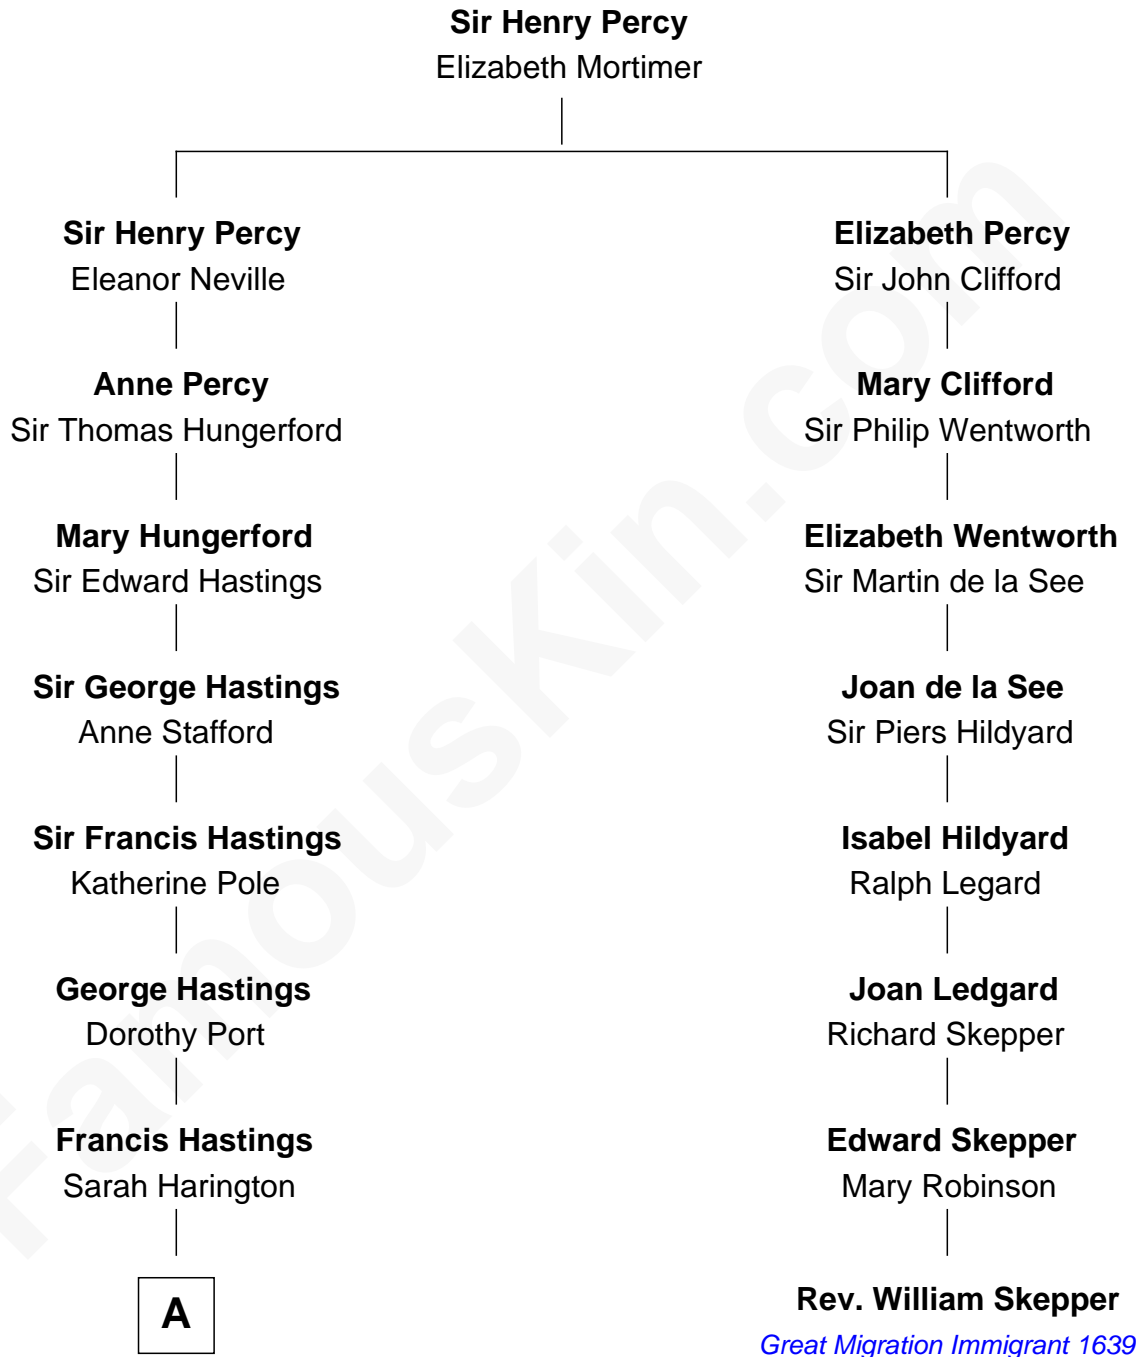 Sir Henry Percy
Elizabeth Mortimer
Sir Henry Percy
Eleanor Neville
Anne Percy
Sir Thomas Hungerford
Mary Hungerford
Sir Edward Hastings
Sir George Hastings
Anne Stafford
Sir Francis Hastings
Katherine Pole
George Hastings
Dorothy Port
Francis Hastings
Sarah Harington
A
Elizabeth Percy
Sir John Clifford
Mary Clifford
Sir Philip Wentworth
Elizabeth Wentworth
Sir Martin de la See
Joan de la See
Sir Piers Hildyard
Isabel Hildyard
Ralph Legard
Joan Ledgard
Richard Skepper
Edward Skepper
Mary Robinson
Rev. William Skepper
Great Migration Immigrant 1639
FamousKin.com